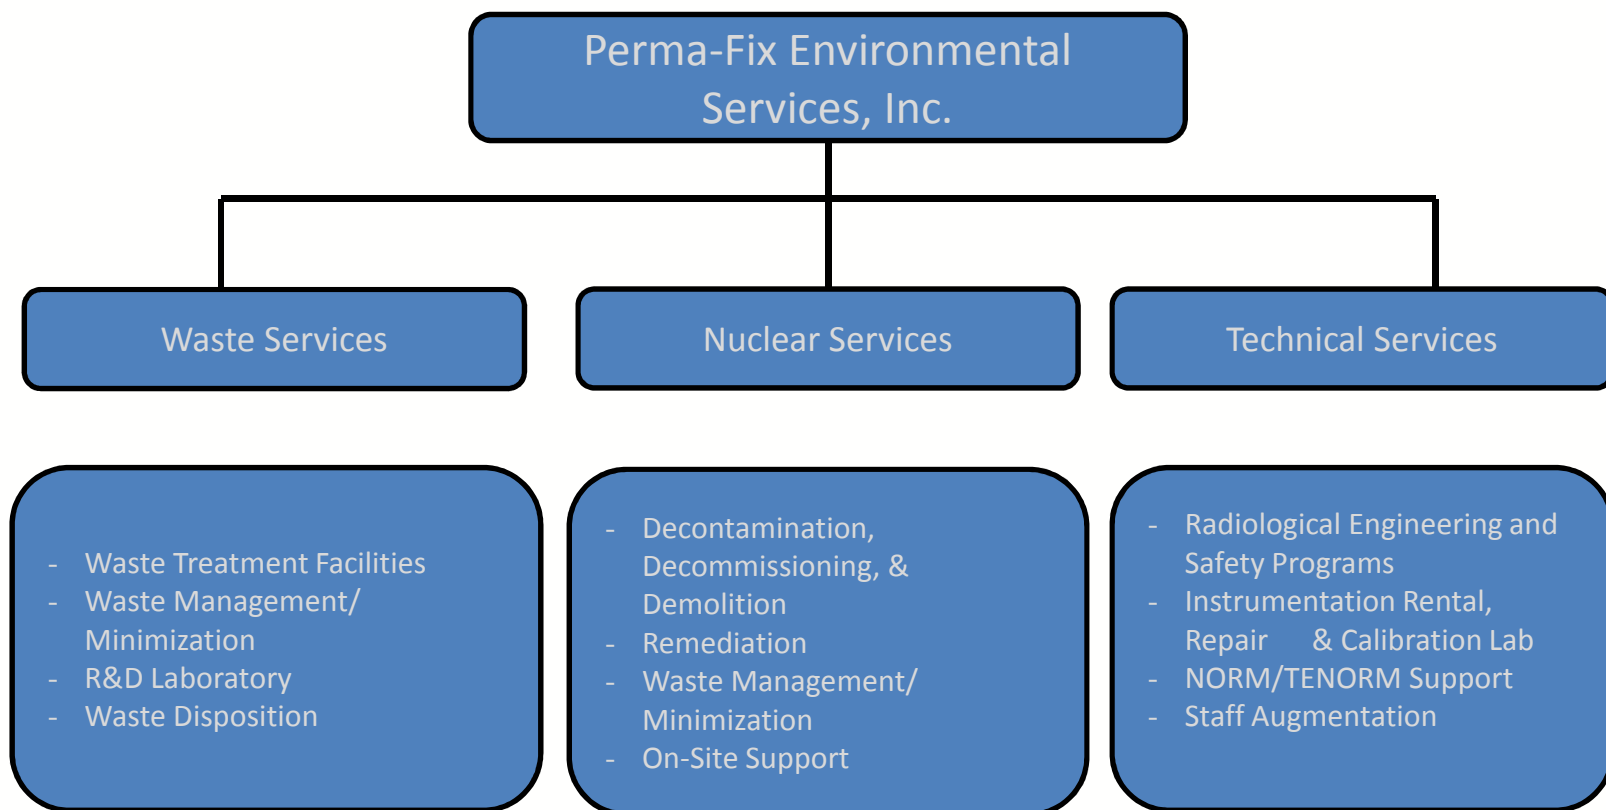 Perma-Fix Environmental
Services, Inc.
Waste Services
Nuclear Services
Technical Services
- Waste Treatment Facilities
- Waste Management/
Minimization
- R&D Laboratory
- Waste Disposition
- Decontamination,
Decommissioning, &
Demolition
- Remediation
- Waste Management/
Minimization
- On-Site Support
- Radiological Engineering and
Safety Programs
- Instrumentation Rental,
Repair & Calibration Lab
- NORM/TENORM Support
- Staff Augmentation